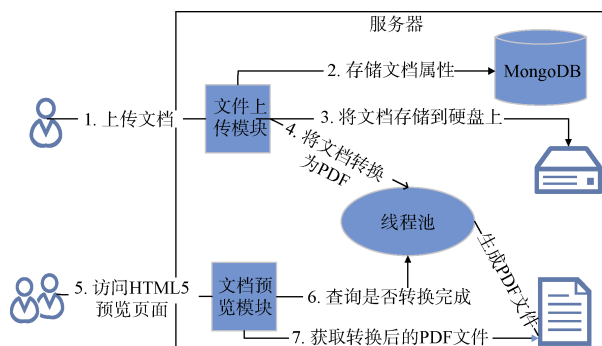 服务器
2. 存储文档属性
MongoDB
1. 上传文档
文件上
传模块
3. 将文档存储到硬盘上
4. 将文档转换
为PDF
线程池
生成PDF文件
5. 访问HTML5
预览页面
文档预
览模块
6. 查询是否转换完成
7. 获取转换后的PDF文件